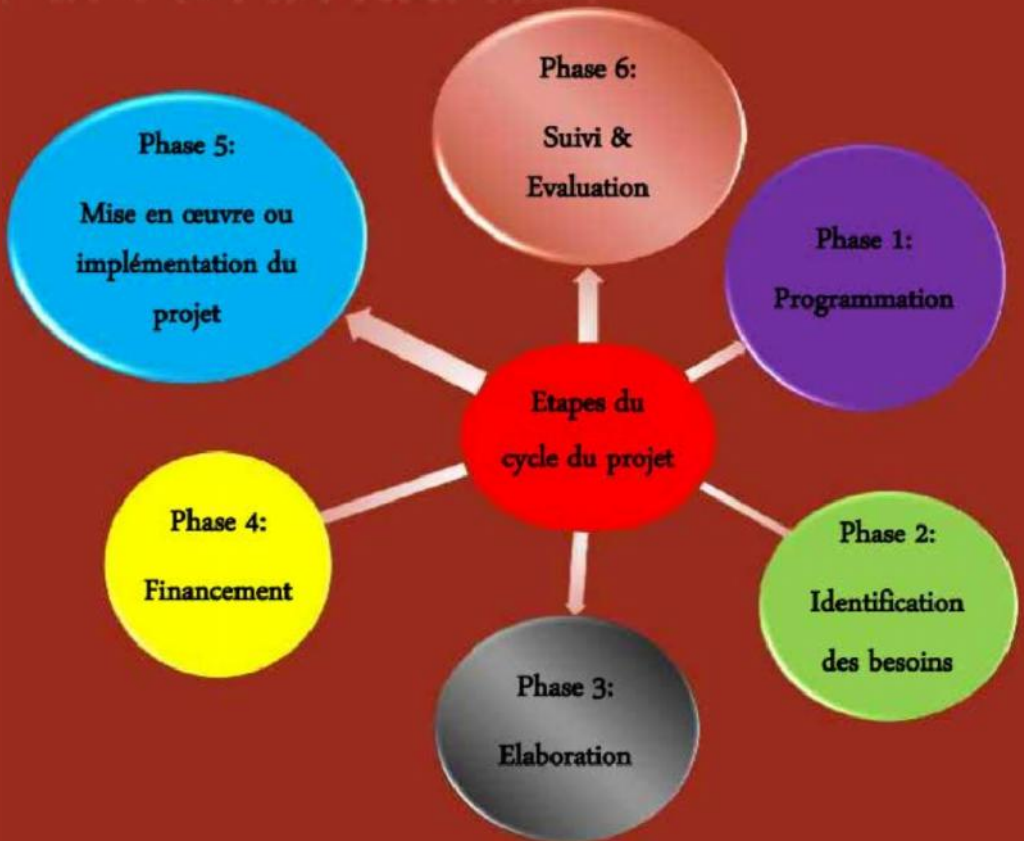 Phase 6:
Suivi &
Evaluation
Phase 5:
Mise en œuvre ou
implémentation du
projet
Phase 1:
Programmation
Etapes du
cycle du projet
Phase 4:
Financement
Phase 2:
Identification
des besoins
Phase 3:
Elaboration